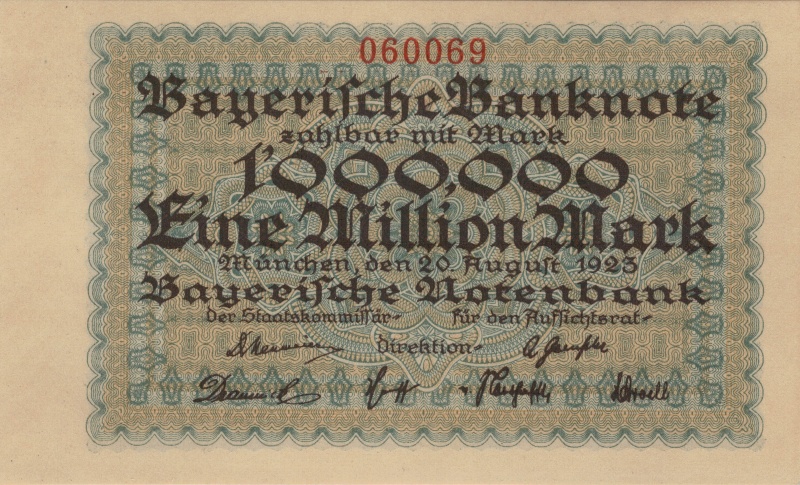 060069
Bayerische Banknote
zahlbar mit Mark
1'000,000
Eine Million Mark
München, den 20. August 1923
Bayerische Notenbank
Der Staatskommissär- für den Aufsichtsrat-
Direktion-